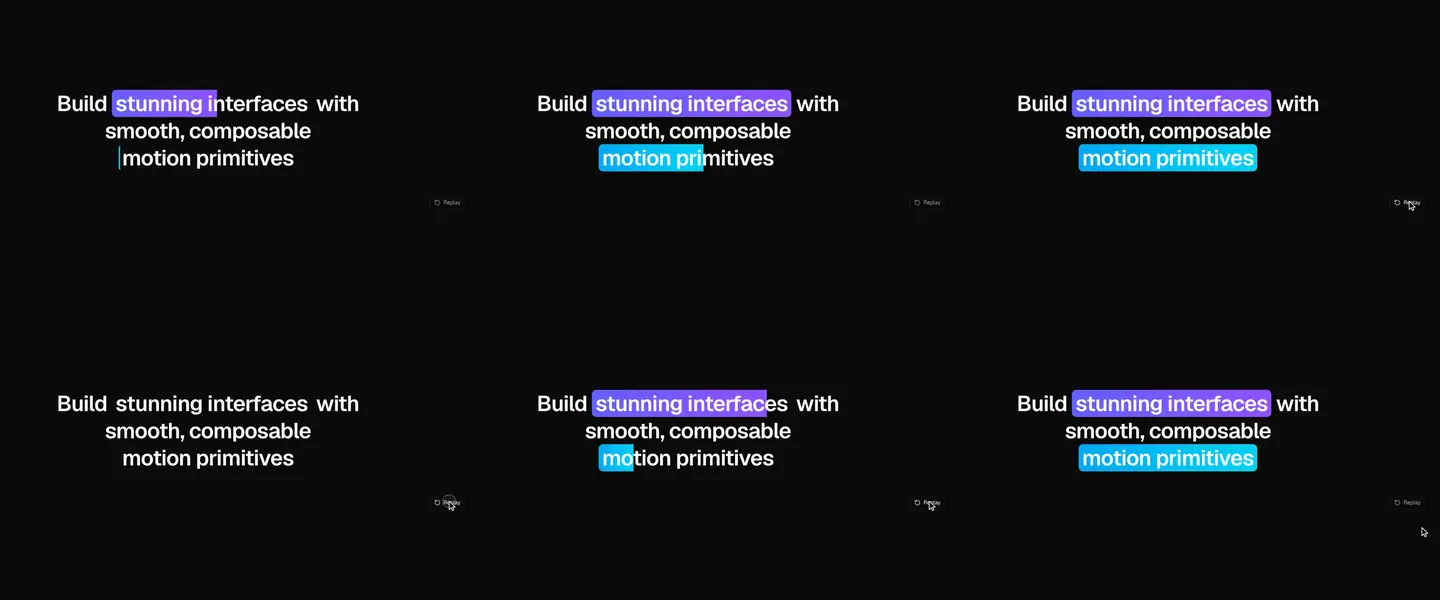 Build stunning interfaces with
smooth, composable
motion primitives
Replay
Build stunning interfaces with
smooth, composable
motion primitives
Replay
Build stunning interfaces with
smooth, composable
motion primitives
Replay
Build stunning interfaces with
smooth, composable
motion primitives
Replay
Build stunning interfaces with
smooth, composable
motion primitives
Replay
Build stunning interfaces with
smooth, composable
motion primitives
Replay